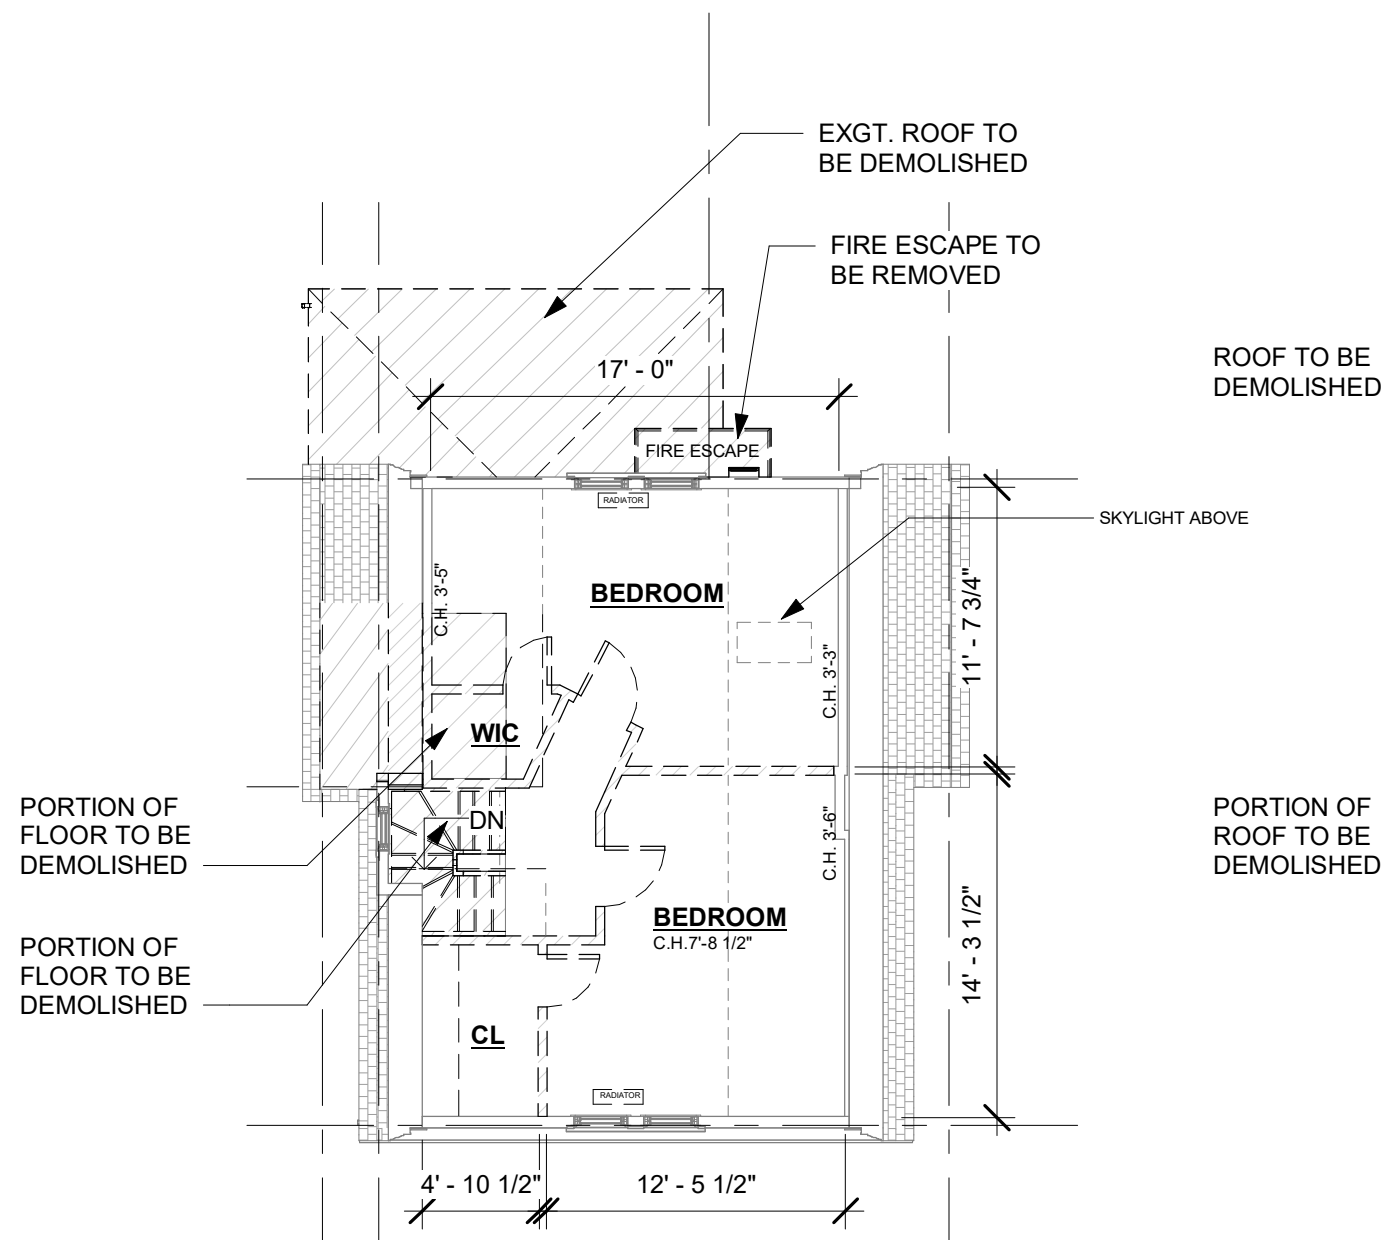 EXGT. ROOF TO
BE DEMOLISHED
FIRE ESCAPE TO
BE REMOVED
ROOF TO BE
DEMOLISHED
17' - 0"
FIRE ESCAPE
RADIATOR
SKYLIGHT ABOVE
C.H. 3'-5"
BEDROOM
11' - 7 3/4"
C.H. 3'-3"
WIC
PORTION OF
FLOOR TO BE
DEMOLISHED
DN
C.H. 3'-6"
PORTION OF
ROOF TO BE
DEMOLISHED
BEDROOM
C.H.7'-8 1/2"
14' - 3 1/2"
PORTION OF
FLOOR TO BE
DEMOLISHED
CL
RADIATOR
4' - 10 1/2"
12' - 5 1/2"